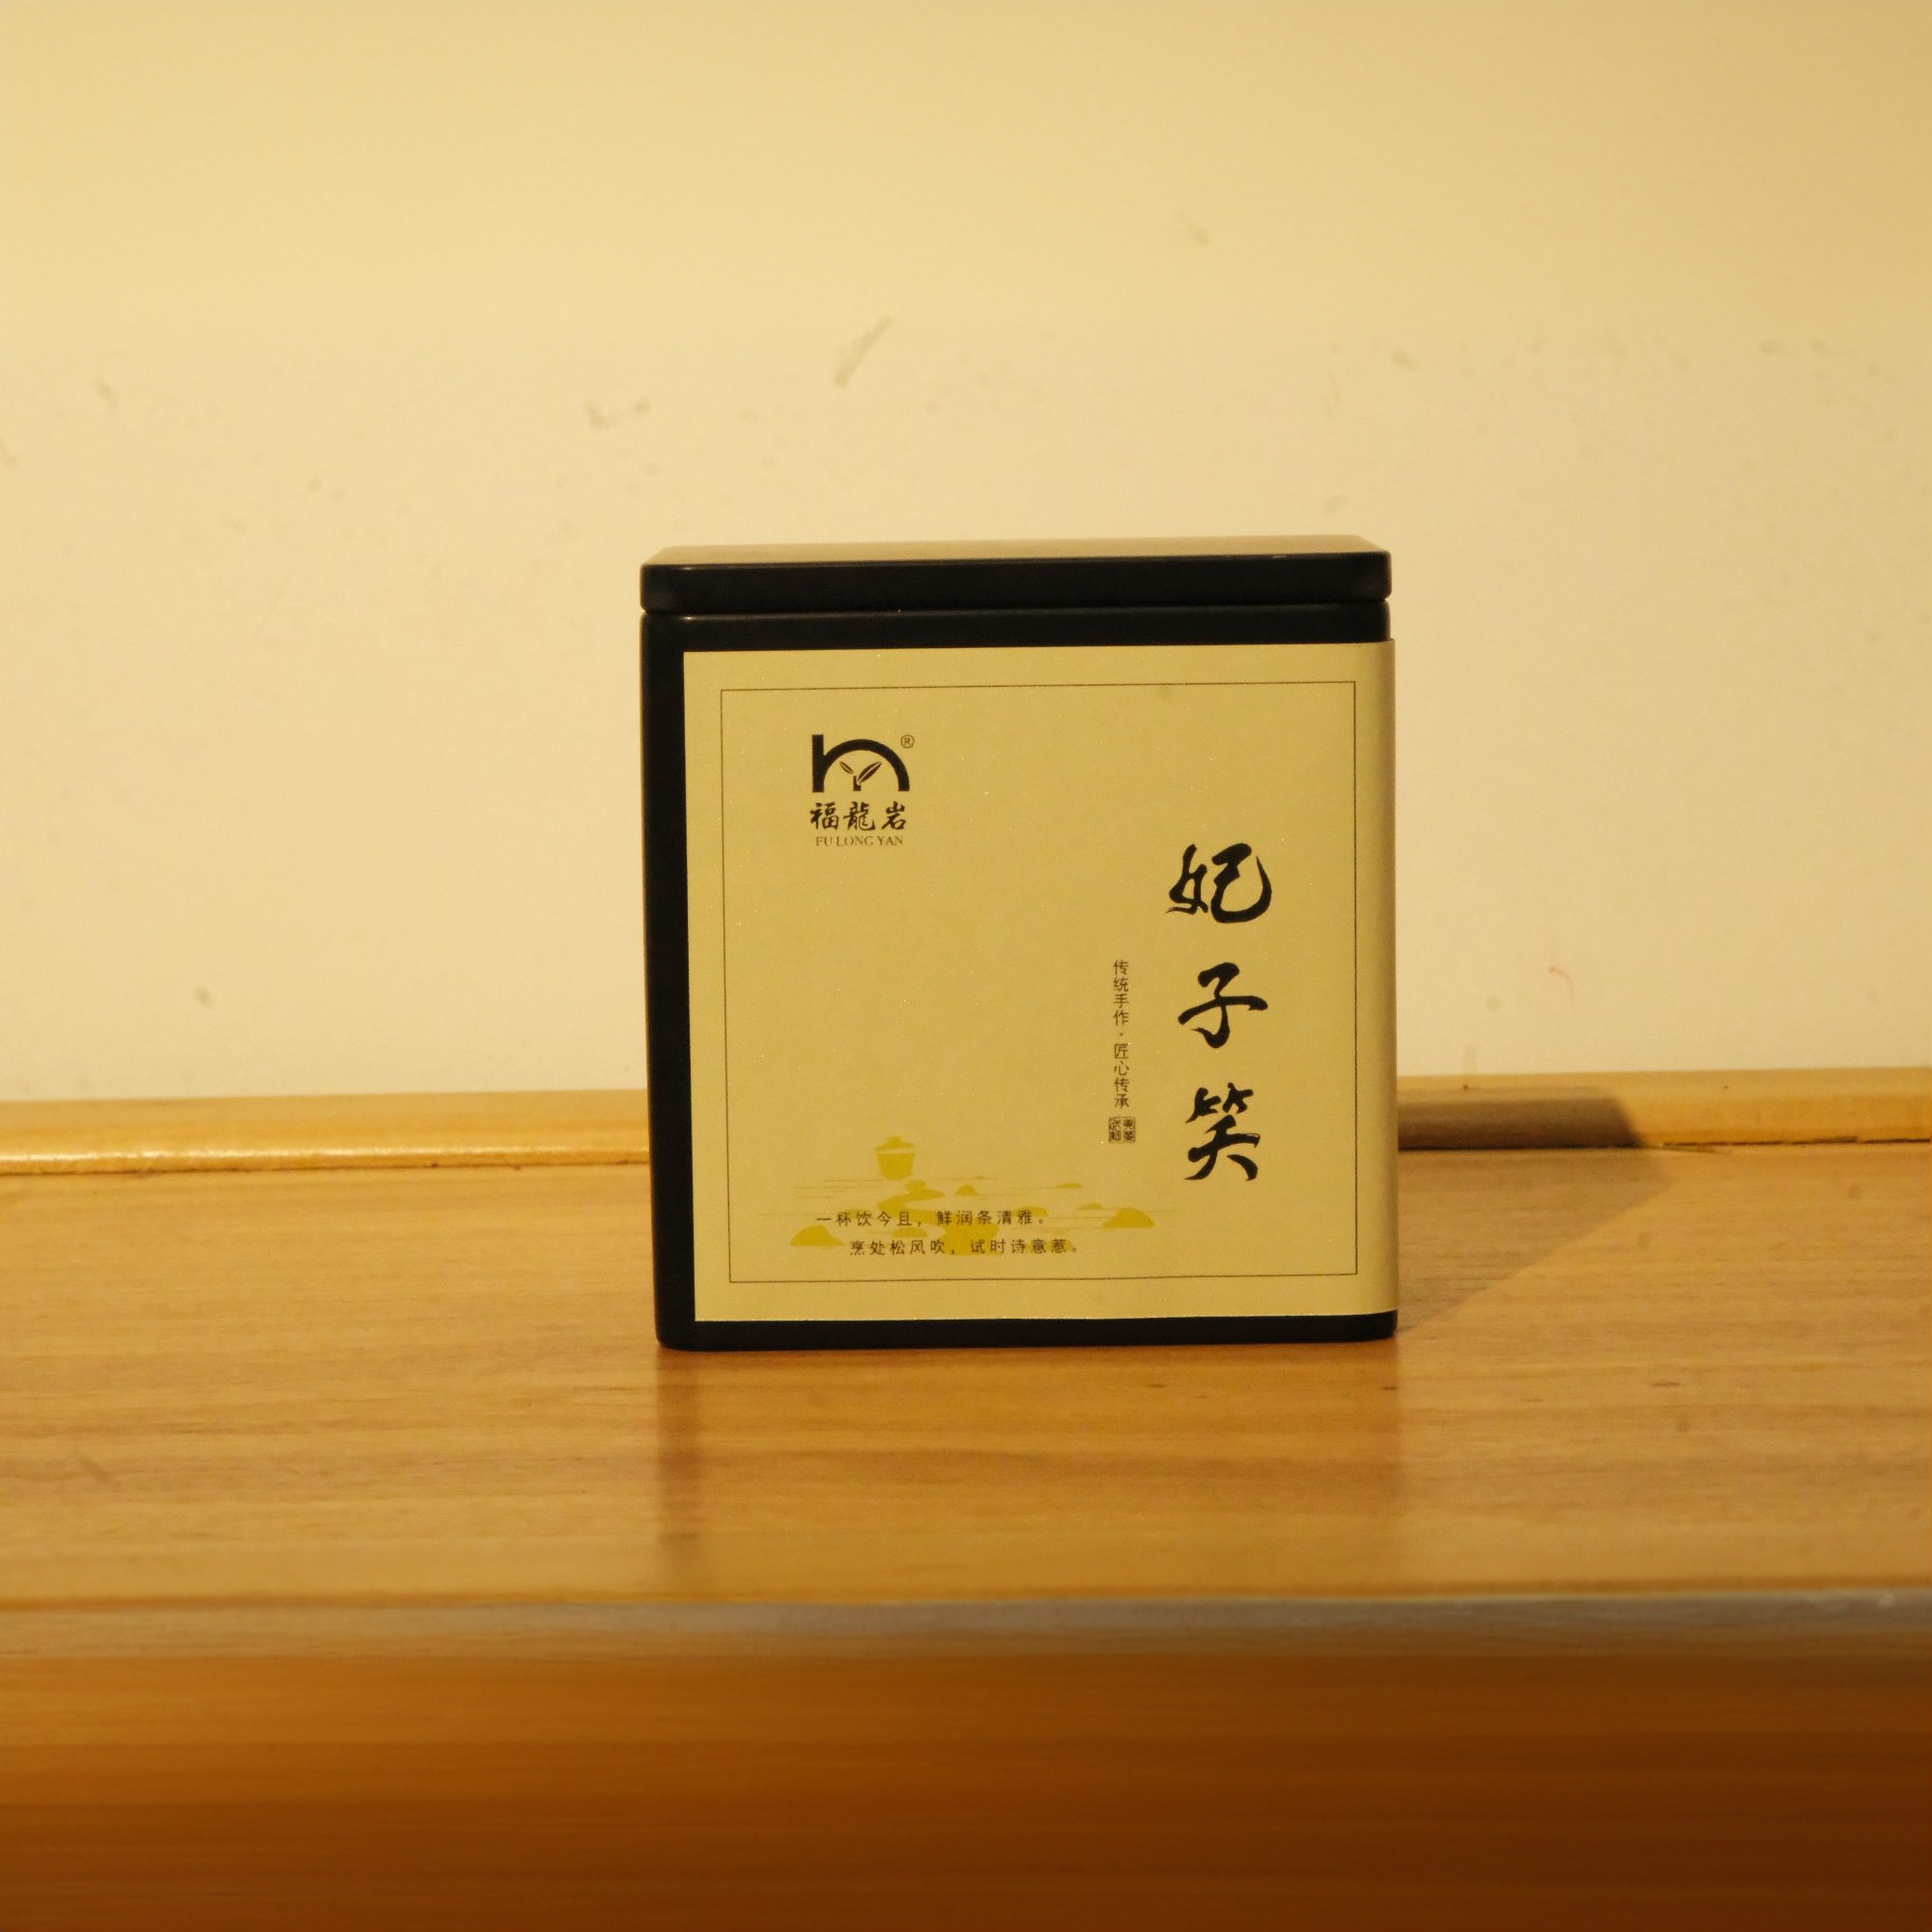 ®
福龍岩
FU LONG YAN
妃子笑
传统手作·匠心传承
一杯饮今且，鲜润条清雅。
烹处松风吹，试时诗意惹。